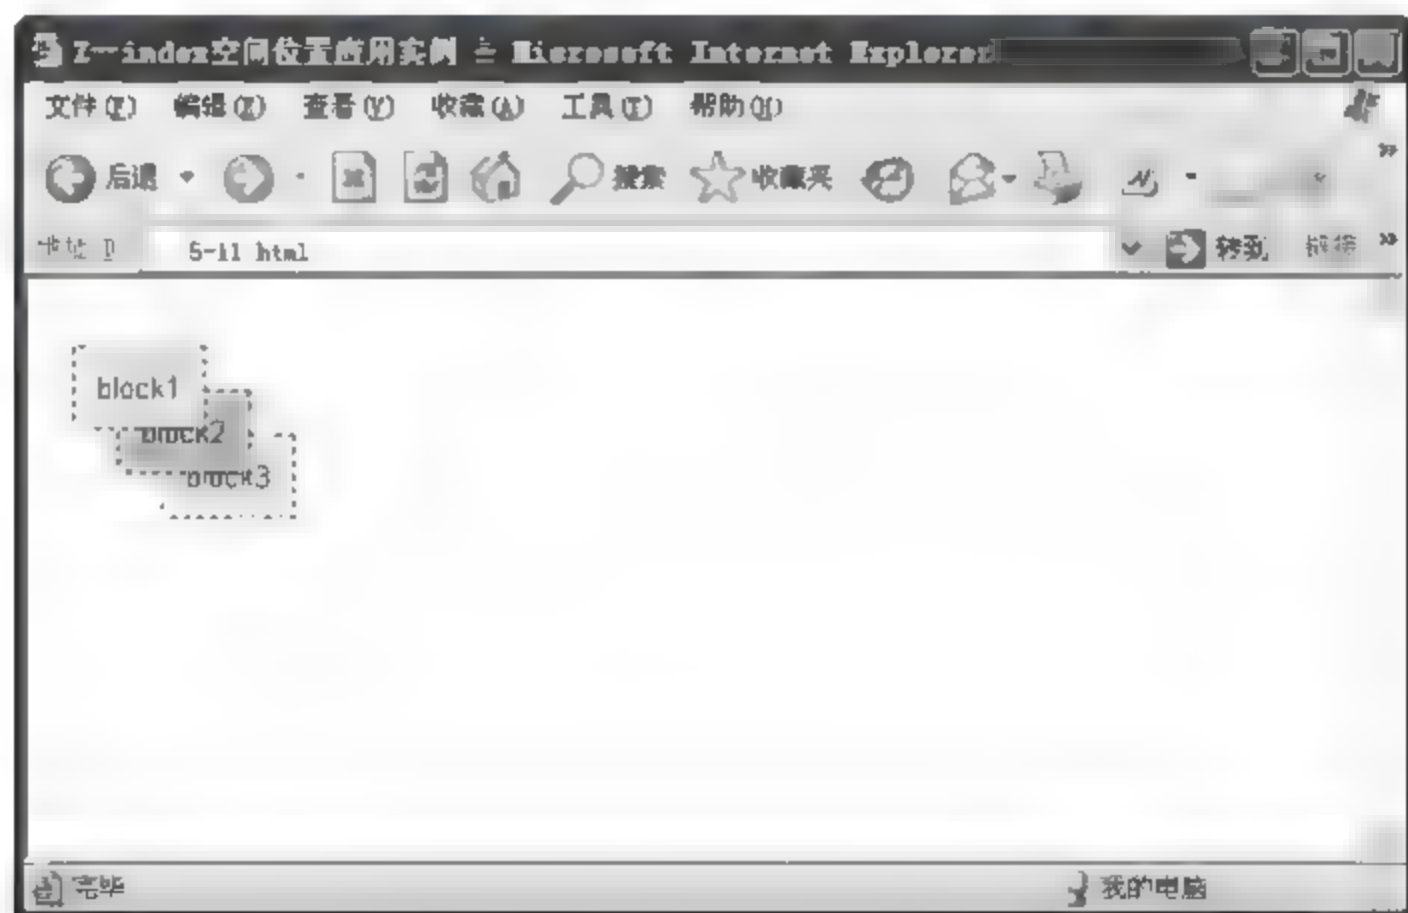 Z-index空间位置应用实例 - Microsoft Internet Explorer
文件(F) 编辑(E) 查看(V) 收藏(A) 工具(T) 帮助(H)
后退 搜索 收藏夹
地址 D 5-11 html 转到 链接
block1
block2
block3
完毕 我的电脑